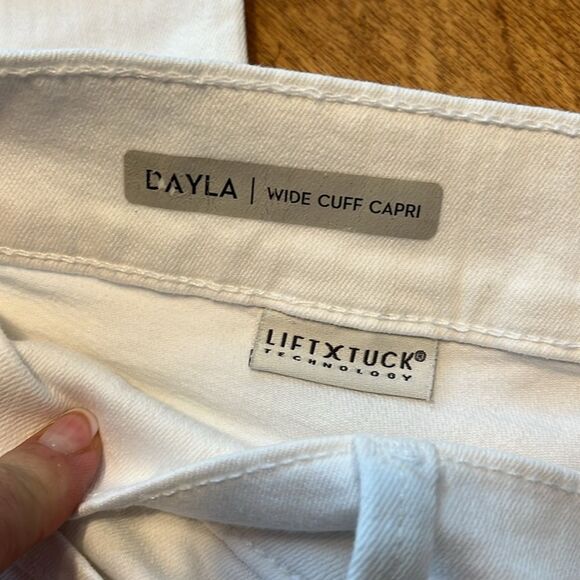 DAYLA | WIDE CUFF CAPRI
LIFTXTUCK®
TECHNOLOGY